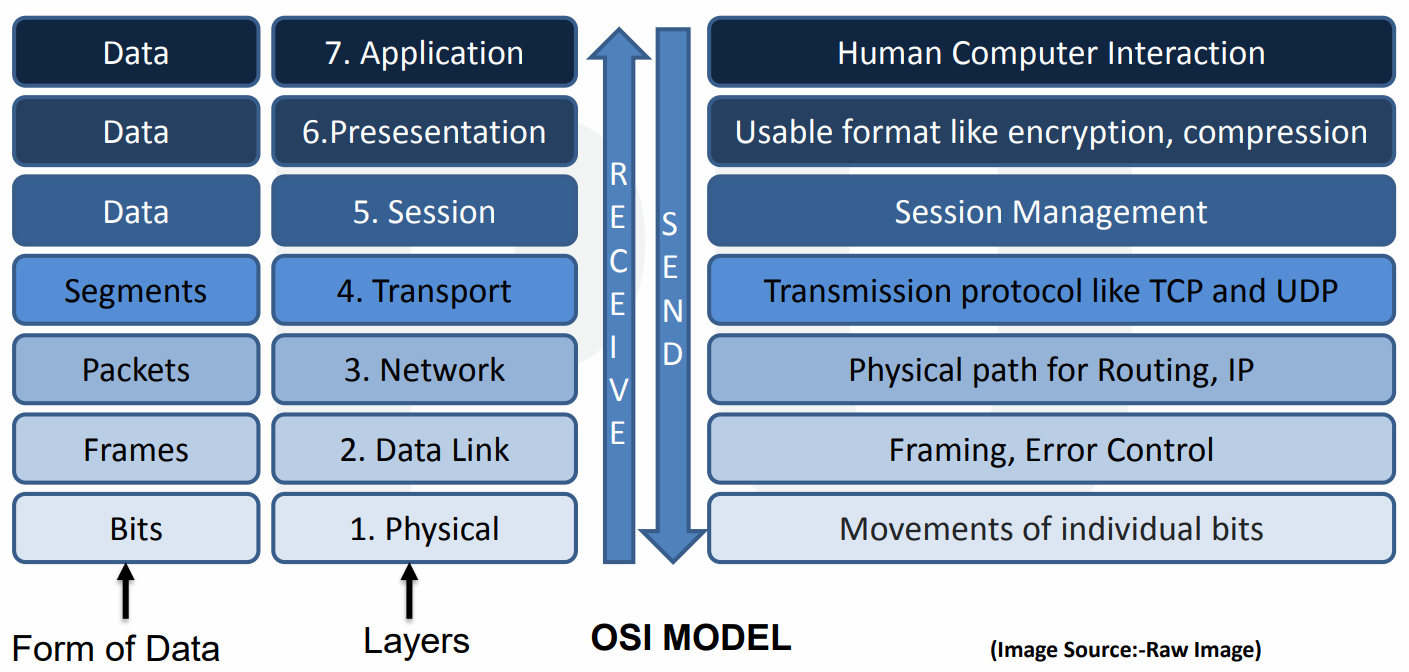 Data
7. Application
Human Computer Interaction
Data
6.Presesentation
Usable format like encryption, compression
Data
5. Session
Session Management
Segments
4. Transport
Transmission protocol like TCP and UDP
Packets
3. Network
Physical path for Routing, IP
Frames
2. Data Link
Framing, Error Control
Bits
1. Physical
Movements of individual bits
RECEIVE
SEND
Form of Data
Layers
OSI MODEL
(Image Source:-Raw Image)